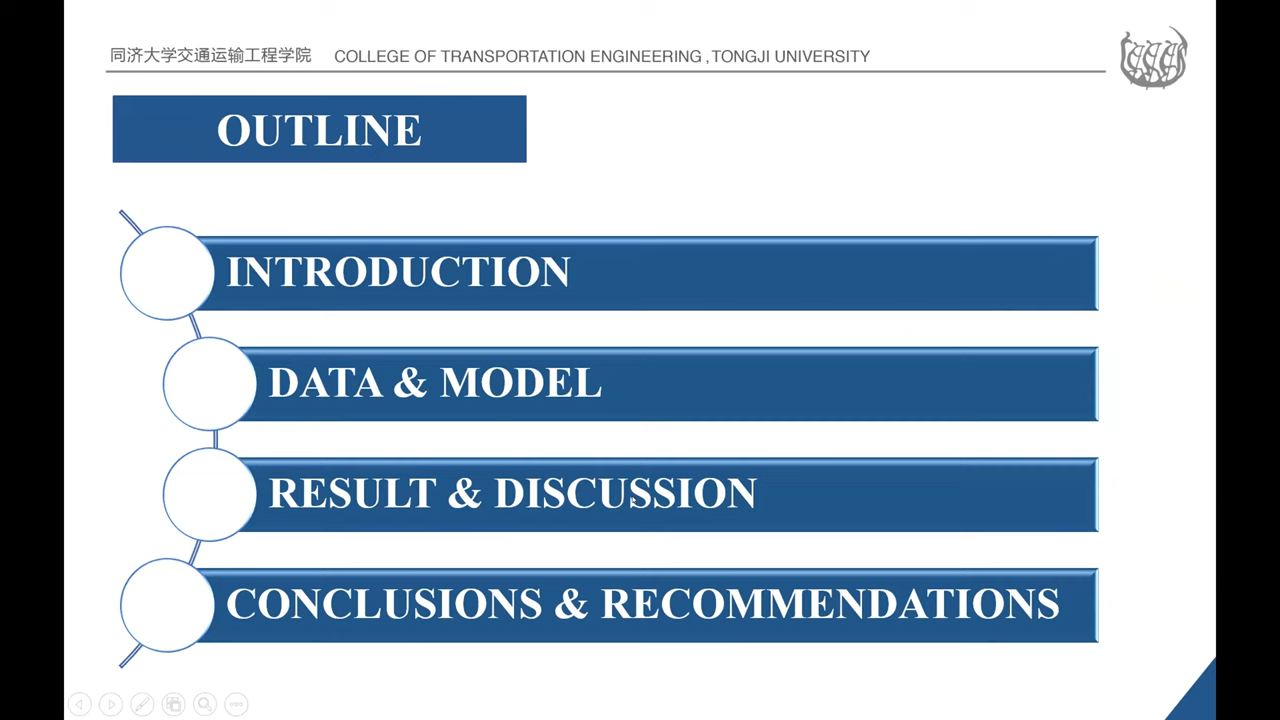 同济大学交通运输工程学院 COLLEGE OF TRANSPORTATION ENGINEERING , TONGJI UNIVERSITY
OUTLINE
INTRODUCTION
DATA & MODEL
RESULT & DISCUSSION
CONCLUSIONS & RECOMMENDATIONS